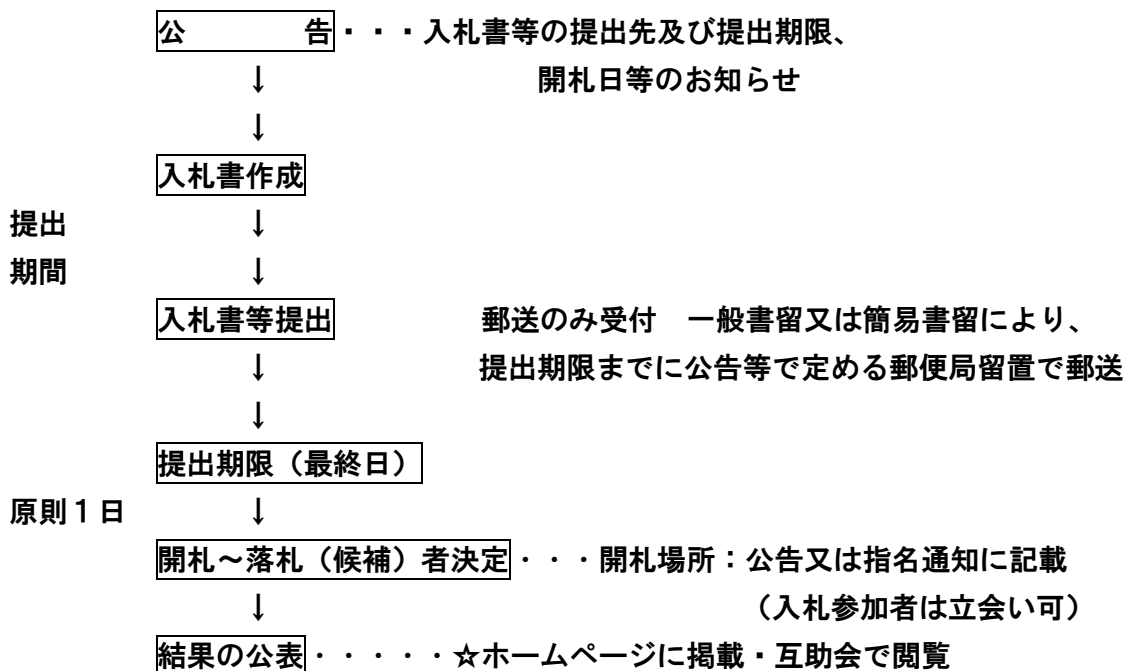 公　　　　告・・・入札書等の提出先及び提出期限、
↓　開札日等のお知らせ
↓
入札書作成
提出　↓
期間　↓
入札書等提出　郵送のみ受付　一般書留又は簡易書留により、
↓　提出期限までに公告等で定める郵便局留置で郵送
↓
提出期限（最終日）
原則１日　↓
開札～落札（候補）者決定・・・開札場所：公告又は指名通知に記載
↓　（入札参加者は立会い可）
結果の公表・・・・・☆ホームページに掲載・互助会で閲覧